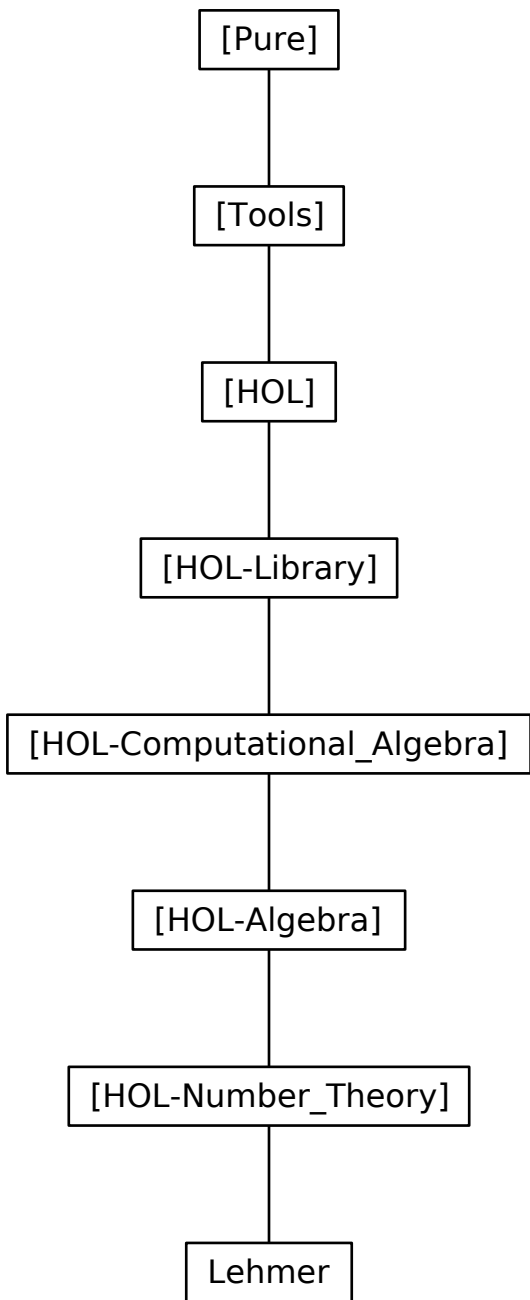 [Pure]
[Tools]
[HOL]
[HOL-Library]
[HOL-Computational_Algebra]
[HOL-Algebra]
[HOL-Number_Theory]
Lehmer